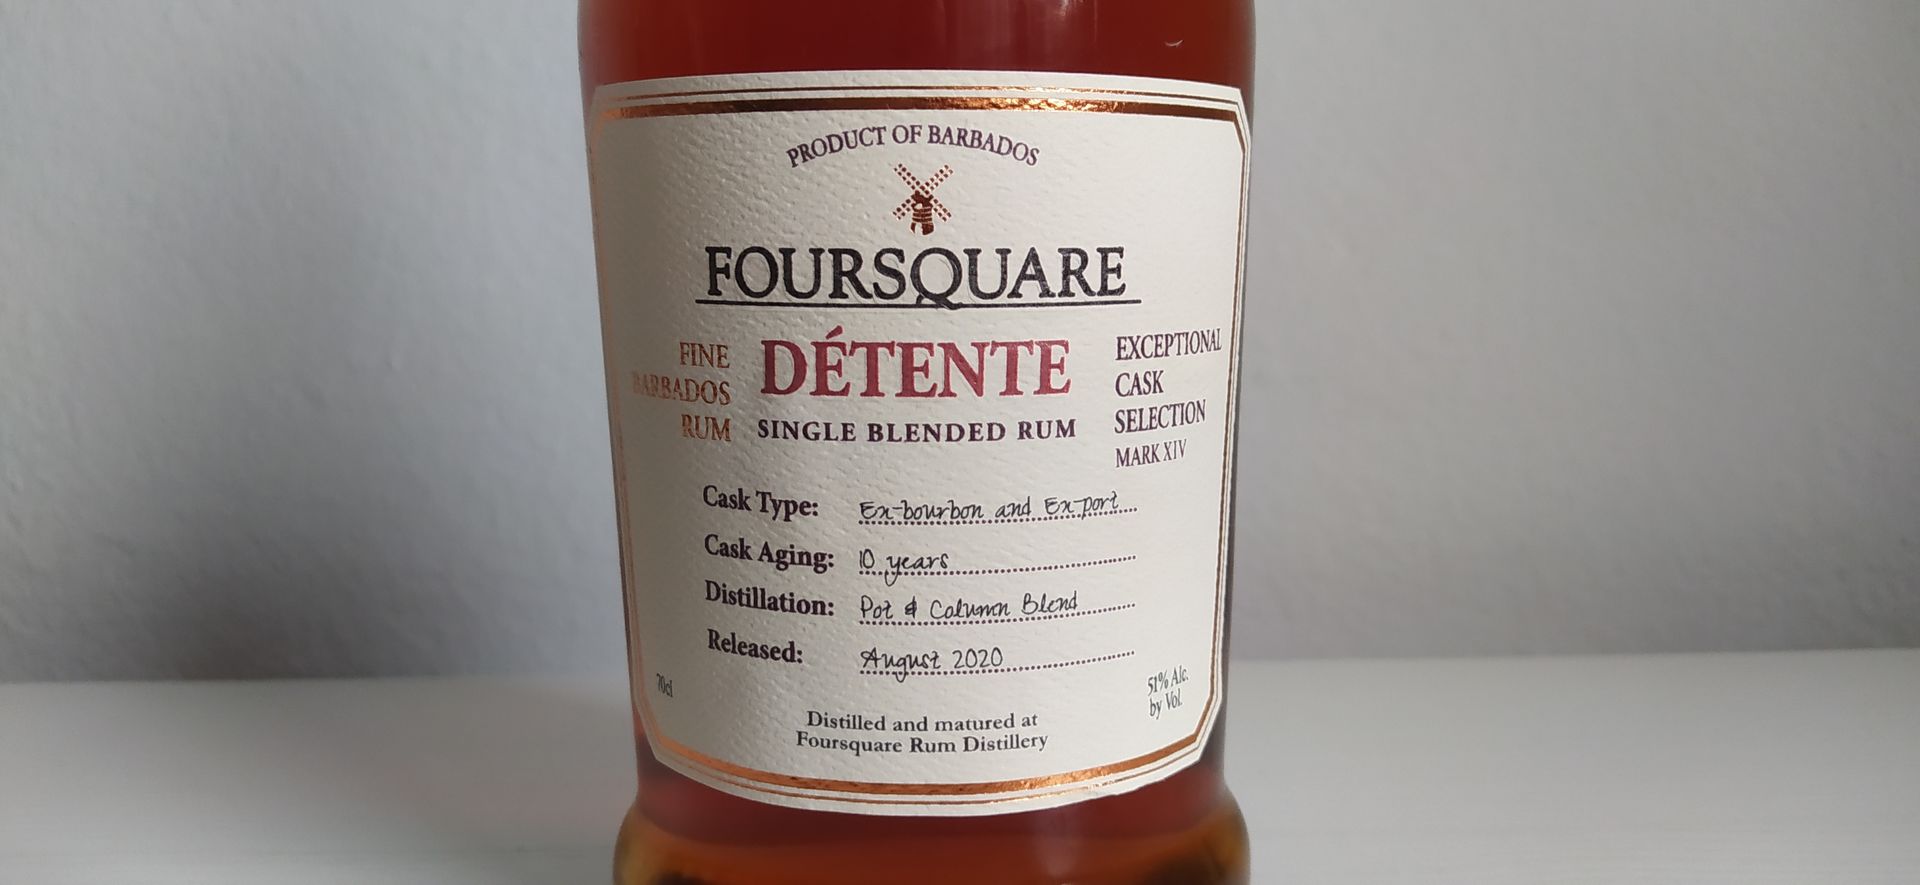 PRODUCT OF BARBADOS
FOURSQUARE
FINE
BARBADOS
RUM
DÉTENTE
SINGLE BLENDED RUM
EXCEPTIONAL
CASK
SELECTION
MARK XIV
Cask Type: Ex-bourbon and Ex-port
Cask Aging: 10 years
Distillation: Pot & Column Blend
Released: August 2020
70cl
51% Alc.
by Vol.
Distilled and matured at
Foursquare Rum Distillery